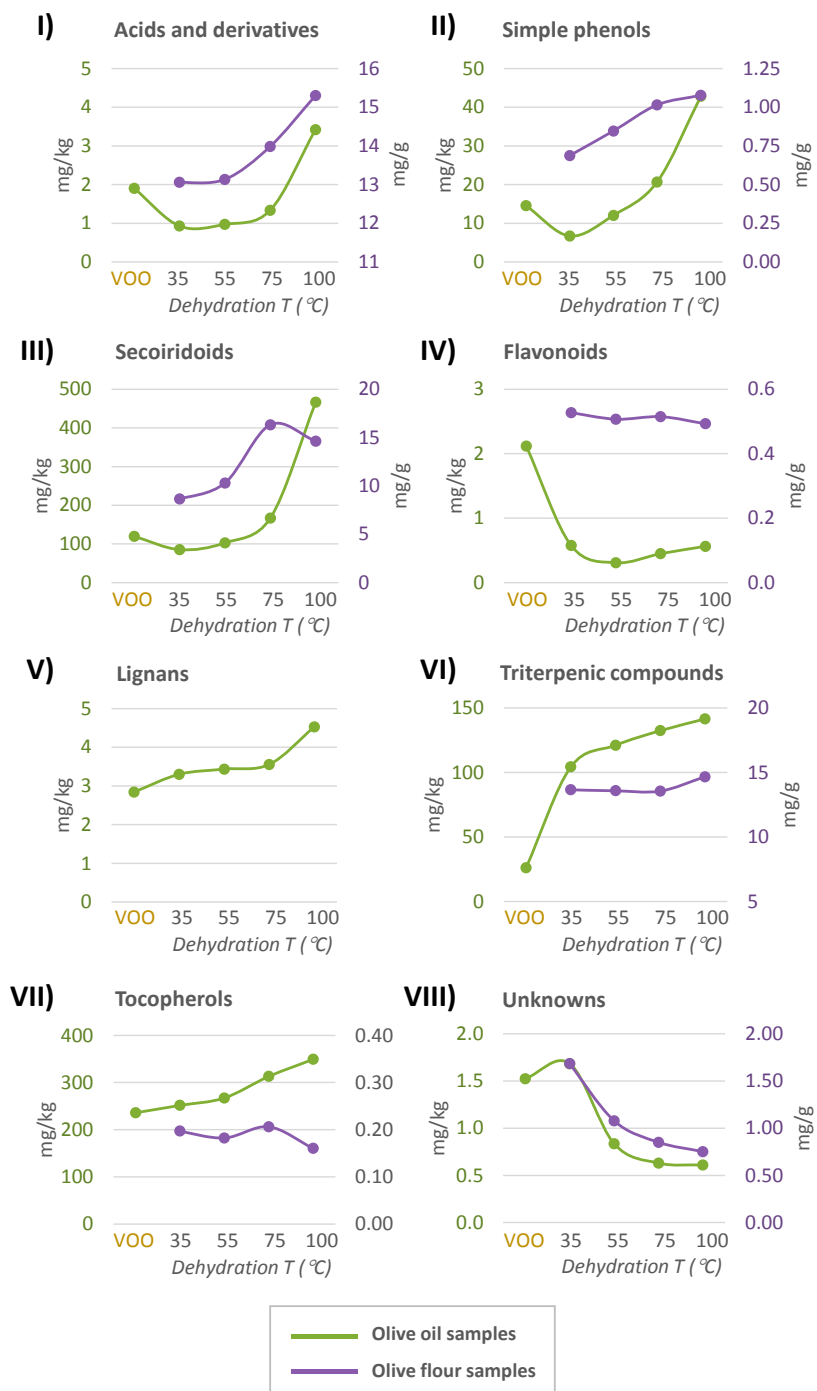 I) Acids and derivatives
5
4
3
2
1
0
mg/kg
16
15
14
13
12
11
mg/g
VOO 35 55 75 100
Dehydration T (°C)
II) Simple phenols
50
40
30
20
10
0
mg/kg
1.25
1.00
0.75
0.50
0.25
0.00
mg/g
VOO 35 55 75 100
Dehydration T (°C)
III) Secoiridoids
500
400
300
200
100
0
mg/kg
20
15
10
5
0
mg/g
VOO 35 55 75 100
Dehydration T (°C)
IV) Flavonoids
3
2
1
0
mg/kg
0.6
0.4
0.2
0.0
mg/g
VOO 35 55 75 100
Dehydration T (°C)
V) Lignans
5
4
3
2
1
0
mg/kg
VOO 35 55 75 100
Dehydration T (°C)
VI) Triterpenic compounds
150
100
50
0
mg/kg
20
15
10
5
mg/g
VOO 35 55 75 100
Dehydration T (°C)
VII) Tocopherols
400
300
200
100
0
mg/kg
0.40
0.30
0.20
0.10
0.00
VOO 35 55 75 100
Dehydration T (°C)
VIII) Unknowns
2.0
1.5
1.0
0.5
0.0
mg/kg
2.00
1.50
1.00
0.50
0.00
mg/g
VOO 35 55 75 100
Dehydration T (°C)
Olive oil samples
Olive flour samples